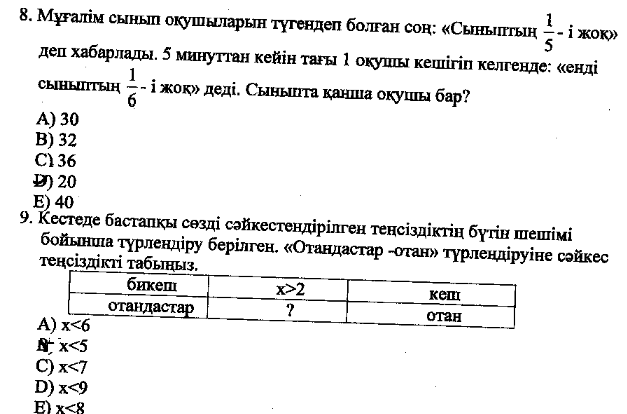 8. Мұғалім сынып оқушыларын түгендеп болған соң: «Сыныптың 1/5 - і жоқ»
деп хабарлады. 5 минуттан кейін тағы 1 оқушы кешігіп келгенде: «енді
сыныптың 1/6 - і жоқ» деді. Сыныпта қанша оқушы бар?
A) 30
B) 32
C) 36
D) 20
E) 40
9. Кестеде бастапқы сөзді сәйкестендірілген теңсіздіктің бүтін шешімі
бойынша түрлендіру берілген. «Отандастар -отан» түрлендіруіне сәйкес
теңсіздікті табыңыз.
бикеш x>2 кеш
отандастар ? отан
A) x<6
x<5
C) x<7
D) x<9
E) x<8